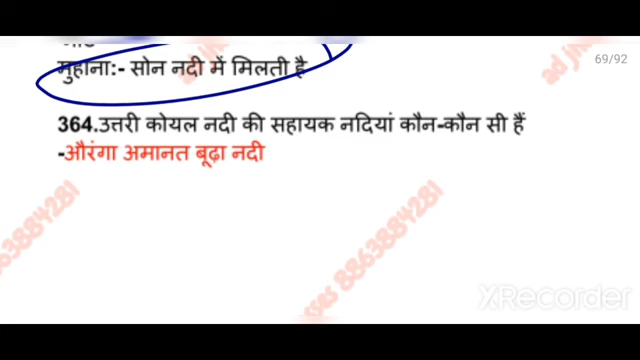 69/92
मुहाना:- सोन नदी में मिलती है
364.उत्तरी कोयल नदी की सहायक नदियां कौन-कौन सी हैं
-औरंगा अमानत बूढ़ा नदी
8863884281
XRecorder